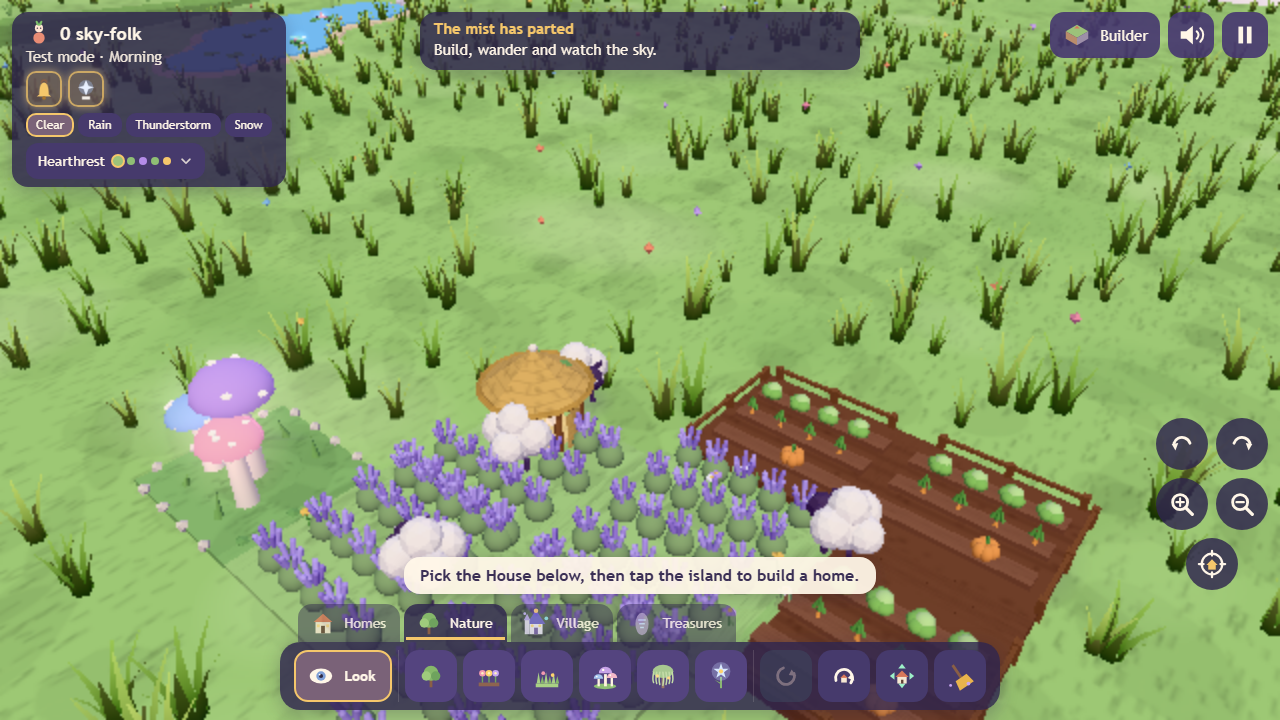 0 sky-folk
Test mode · Morning
Clear
Rain
Thunderstorm
Snow
Hearthrest
The mist has parted
Build, wander and watch the sky.
Builder
Pick the House below, then tap the island to build a home.
Homes
Nature
Village
Treasures
Look